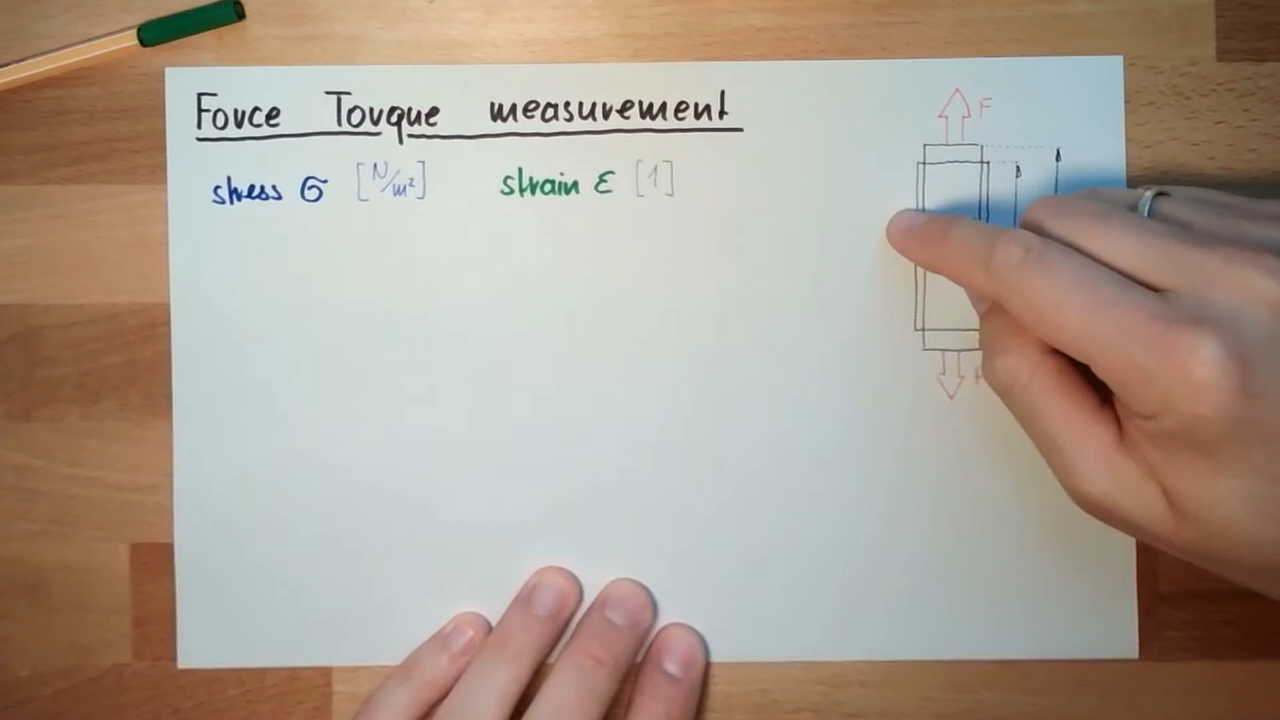 Force Torque measurement
stress σ [N/m²] strain ε [1]
F